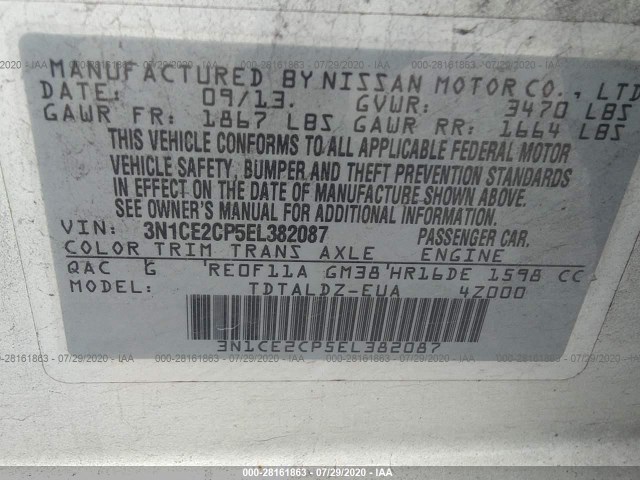 MANUFACTURED BY NISSAN MOTOR CO., LTD
DATE: 09/13. GVWR: 3470 LBS
GAWR FR: 1867 LBS GAWR RR: 1664 LBS
THIS VEHICLE CONFORMS TO ALL APPLICABLE FEDERAL MOTOR
VEHICLE SAFETY, BUMPER AND THEFT PREVENTION STANDARDS
IN EFFECT ON THE DATE OF MANUFACTURE SHOWN ABOVE.
SEE OWNER'S MANUAL FOR ADDITIONAL INFORMATION.
VIN: 3N1CE2CP5EL382087 PASSENGER CAR.
COLOR TRIM TRANS AXLE ENGINE
QAC G 'RE0F11A GM38'HR16DE 1598 CC
MODEL: TDTALDZ-EUA 4Z000
3N1CE2CP5EL382087
000-28161863 - 07/29/2020 - IAA